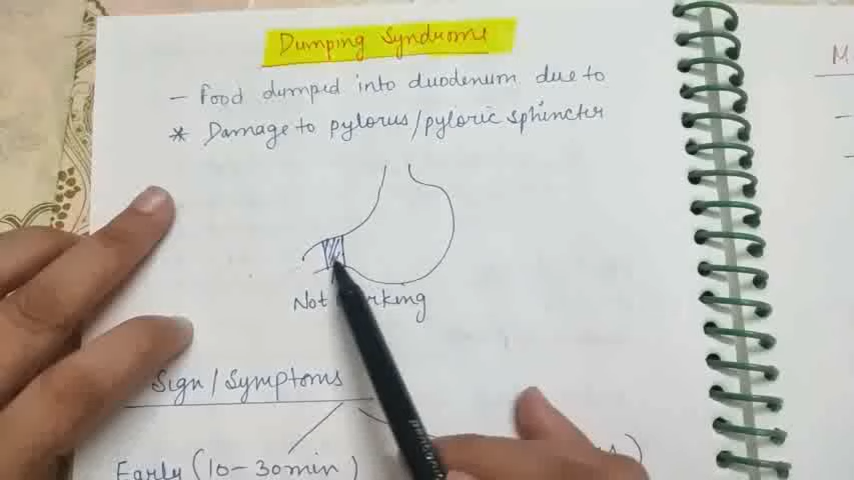 Dumping Syndrome
- Food dumped into duodenum due to
* Damage to pylorus/pyloric sphincter
Not
Sign/Symptoms
Early (10-30min)
M